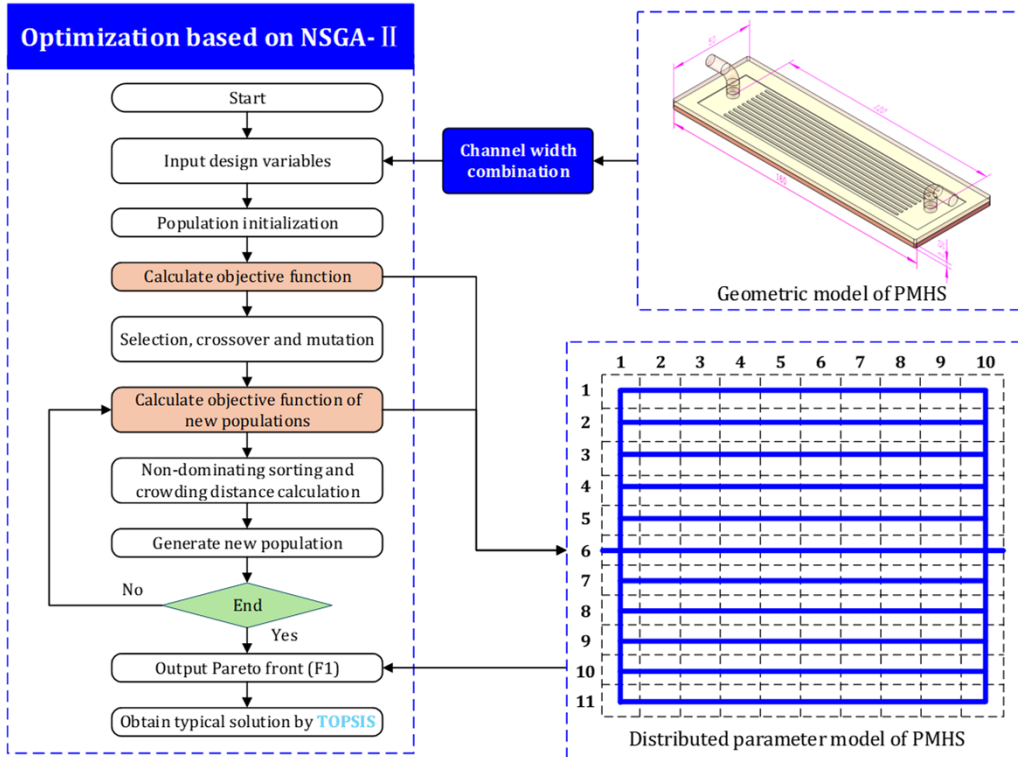 Optimization based on NSGA-Ⅱ
Start
Input design variables
Population initialization
Calculate objective function
Selection, crossover and mutation
Calculate objective function of
new populations
Non-dominating sorting and
crowding distance calculation
Generate new population
No
End
Yes
Output Pareto front (F1)
Obtain typical solution by TOPSIS
Channel width
combination
50
120
160
Geometric model of PMHS
1 2 3 4 5 6 7 8 9 10
1
2
3
4
5
6
7
8
9
10
11
Distributed parameter model of PMHS